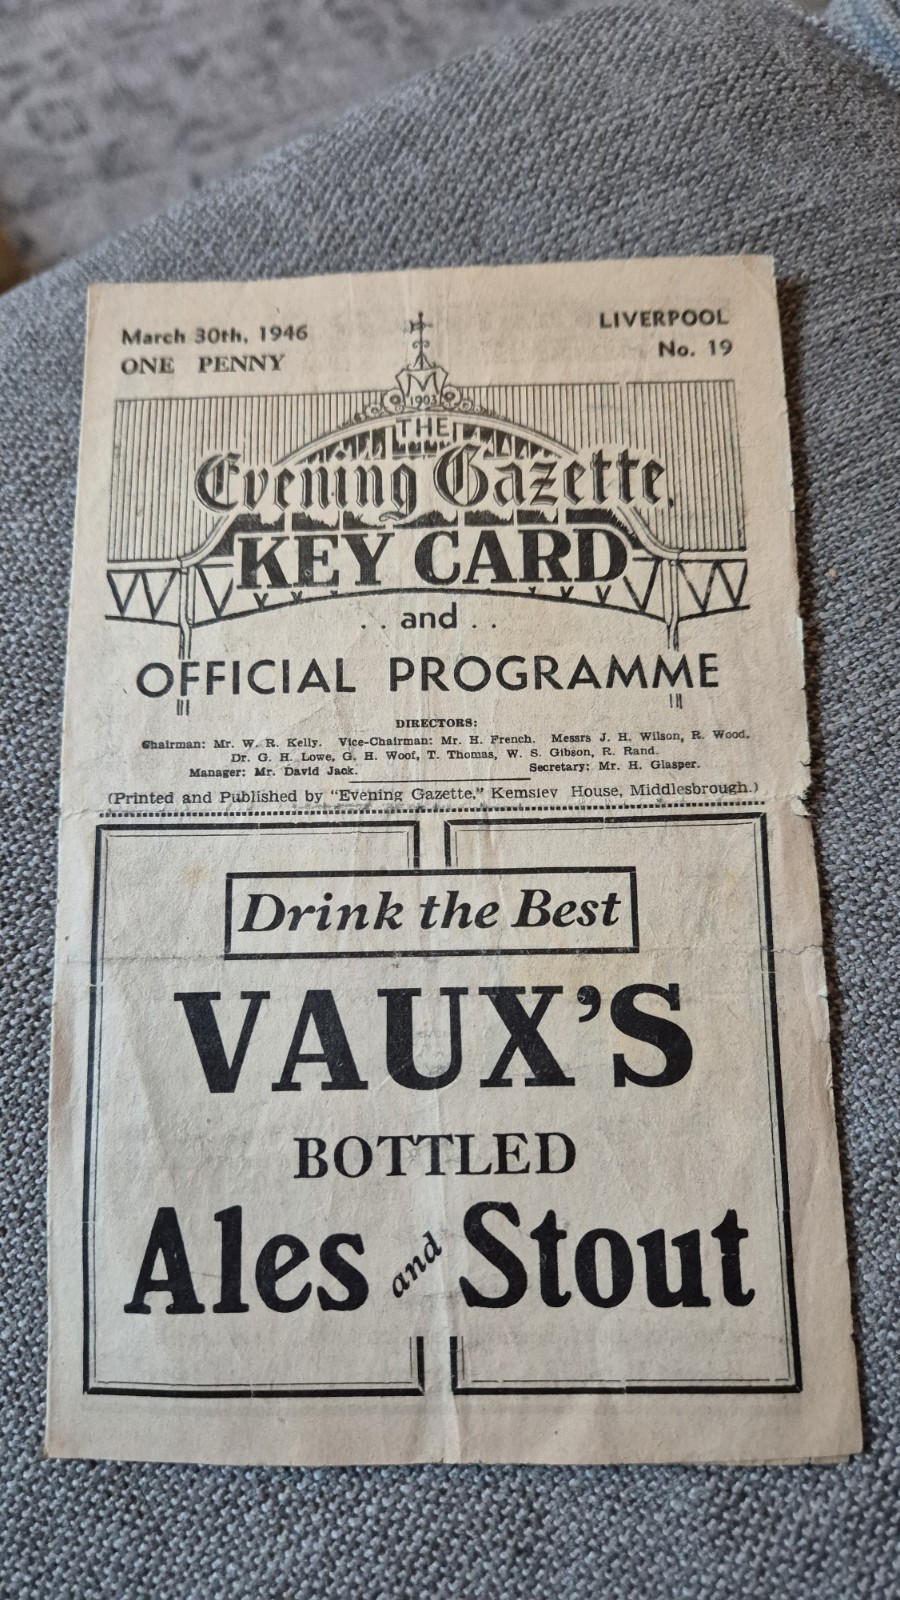 March 30th, 1946
ONE PENNY
LIVERPOOL
No. 19
M
1903
THE
Evening Gazette,
KEY CARD
. . and . .
OFFICIAL PROGRAMME
DIRECTORS:
Chairman: Mr. W. R. Kelly. Vice-Chairman: Mr. H. French. Messrs J. H. Wilson, R. Wood,
Dr. G. H. Lowe, G. H. Woof, T. Thomas, W. S. Gibson, R. Rand.
Manager: Mr. David Jack. Secretary: Mr. H. Glasper.
(Printed and Published by "Evening Gazette," Kemsley House, Middlesbrough.)
Drink the Best
VAUX'S
BOTTLED
Ales and Stout